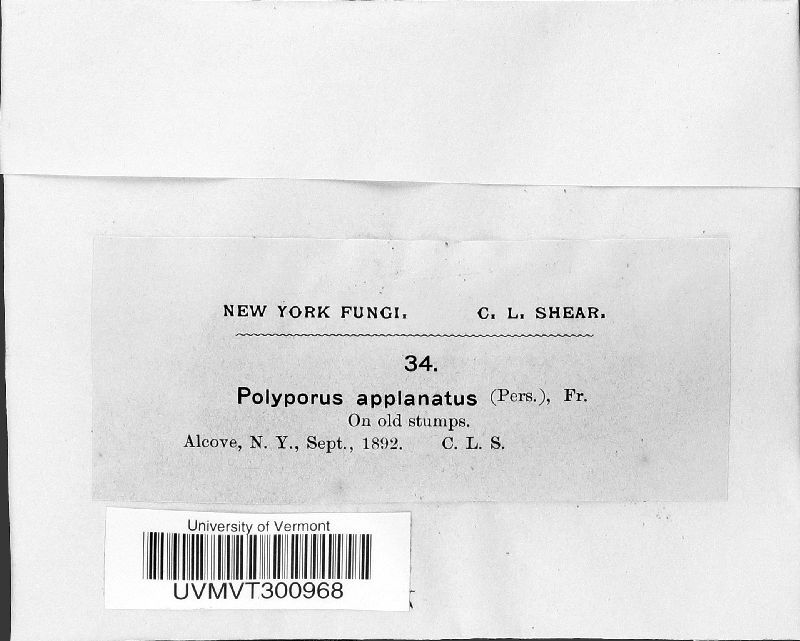 NEW YORK FUNGI. C. L. SHEAR.
34.
Polyporus applanatus (Pers.), Fr.
On old stumps.
Alcove, N. Y., Sept., 1892. C. L. S.
University of Vermont
UVMVT300968